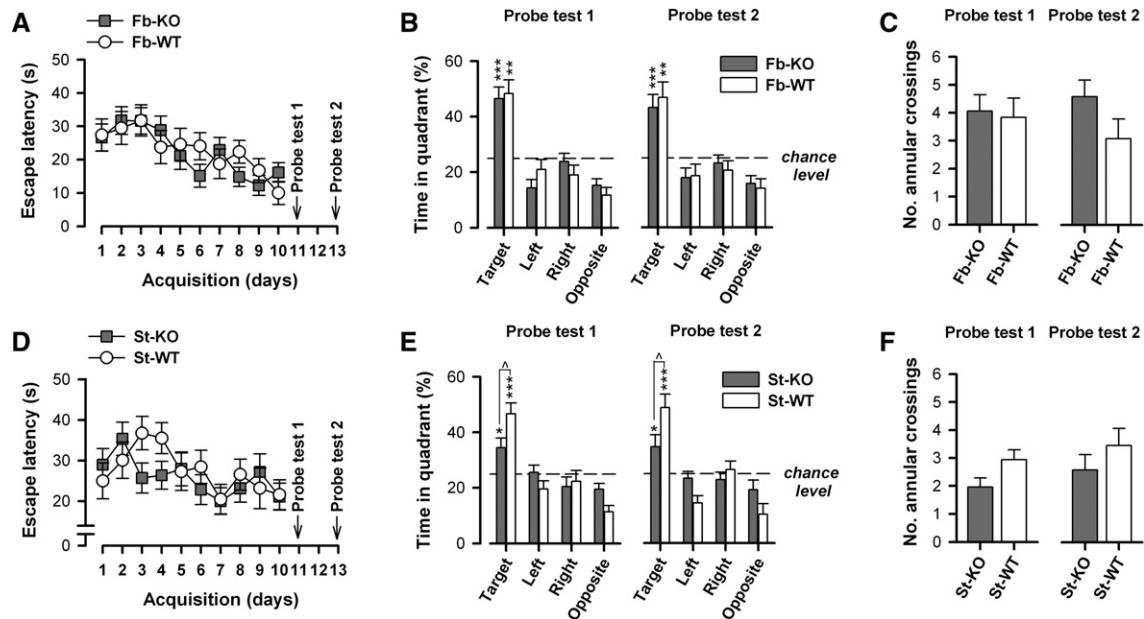 A
Fb-KO
Fb-WT
Escape latency (s)
50
40
30
20
10
0
Probe test 1
Probe test 2
1 2 3 4 5 6 7 8 9 10 11 12 13
Acquisition (days)
B
Probe test 1
Probe test 2
Fb-KO
Fb-WT
Time in quadrant (%)
60
40
20
0
*** **
*** **
chance level
Target
Left
Right
Opposite
Target
Left
Right
Opposite
C
Probe test 1
Probe test 2
No. annular crossings
6
5
4
3
2
1
0
Fb-KO
Fb-WT
Fb-KO
Fb-WT
D
St-KO
St-WT
Escape latency (s)
50
40
30
20
0
Probe test 1
Probe test 2
1 2 3 4 5 6 7 8 9 10 11 12 13
Acquisition (days)
E
Probe test 1
Probe test 2
St-KO
St-WT
Time in quadrant (%)
60
40
20
0
^
* ***
^
* ***
chance level
Target
Left
Right
Opposite
Target
Left
Right
Opposite
F
Probe test 1
Probe test 2
No. annular crossings
6
5
4
3
2
1
0
St-KO
St-WT
St-KO
St-WT